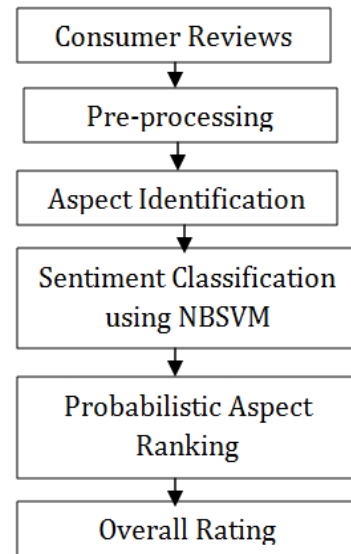 Consumer Reviews
Pre-processing
Aspect Identification
Sentiment Classification
using NBSVM
Probabilistic Aspect
Ranking
Overall Rating